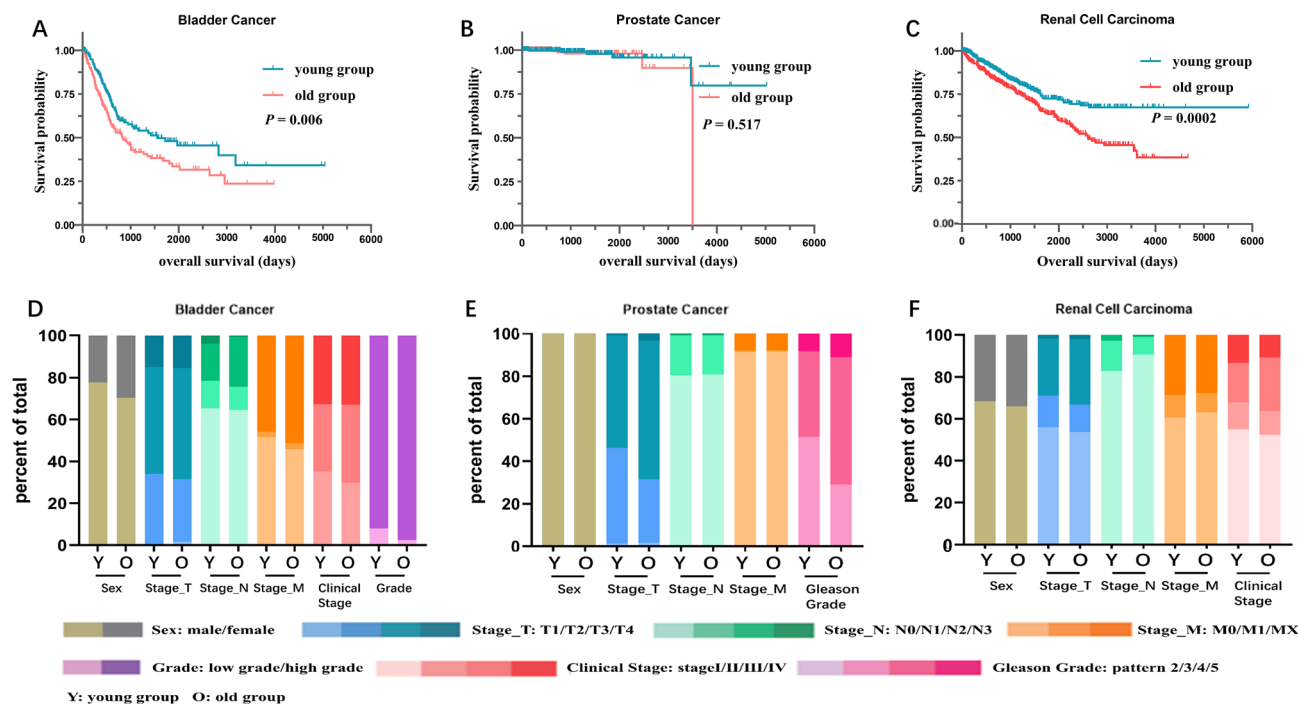 A
Bladder Cancer
1.00
0.75
0.50
0.25
0.00
Survival probability
young group
old group
P = 0.006
0 1000 2000 3000 4000 5000 6000
overall survival (days)
B
Prostate Cancer
1.00
0.75
0.50
0.25
0.00
Survival probability
young group
old group
P = 0.517
0 1000 2000 3000 4000 5000 6000
overall survival (days)
C
Renal Cell Carcinoma
1.00
0.75
0.50
0.25
0.00
Survival probability
young group
old group
P = 0.0002
0 1000 2000 3000 4000 5000 6000
Overall survival (days)
D
Bladder Cancer
percent of total
100
80
60
40
20
0
Y O Y O Y O Y O Y O Y O
Sex Stage_T Stage_N Stage_M Clinical Stage Grade
E
Prostate Cancer
percent of total
100
80
60
40
20
0
Y O Y O Y O Y O Y O
Sex Stage_T Stage_N Stage_M Gleason Grade
F
Renal Cell Carcinoma
percent of total
100
80
60
40
20
0
Y O Y O Y O Y O Y O
Sex Stage_T Stage_N Stage_M Clinical Stage
Sex: male/female Stage_T: T1/T2/T3/T4 Stage_N: N0/N1/N2/N3 Stage_M: M0/M1/MX
Grade: low grade/high grade Clinical Stage: stageI/II/III/IV Gleason Grade: pattern 2/3/4/5
Y: young group O: old group